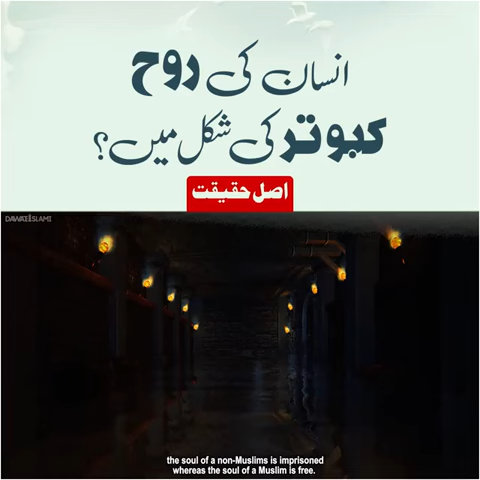 انسان کی روح
کبوتر کی شکل میں؟
اصل حقیقت
DAWATEISLAMI
the soul of a non-Muslims is imprisoned
whereas the soul of a Muslim is free.